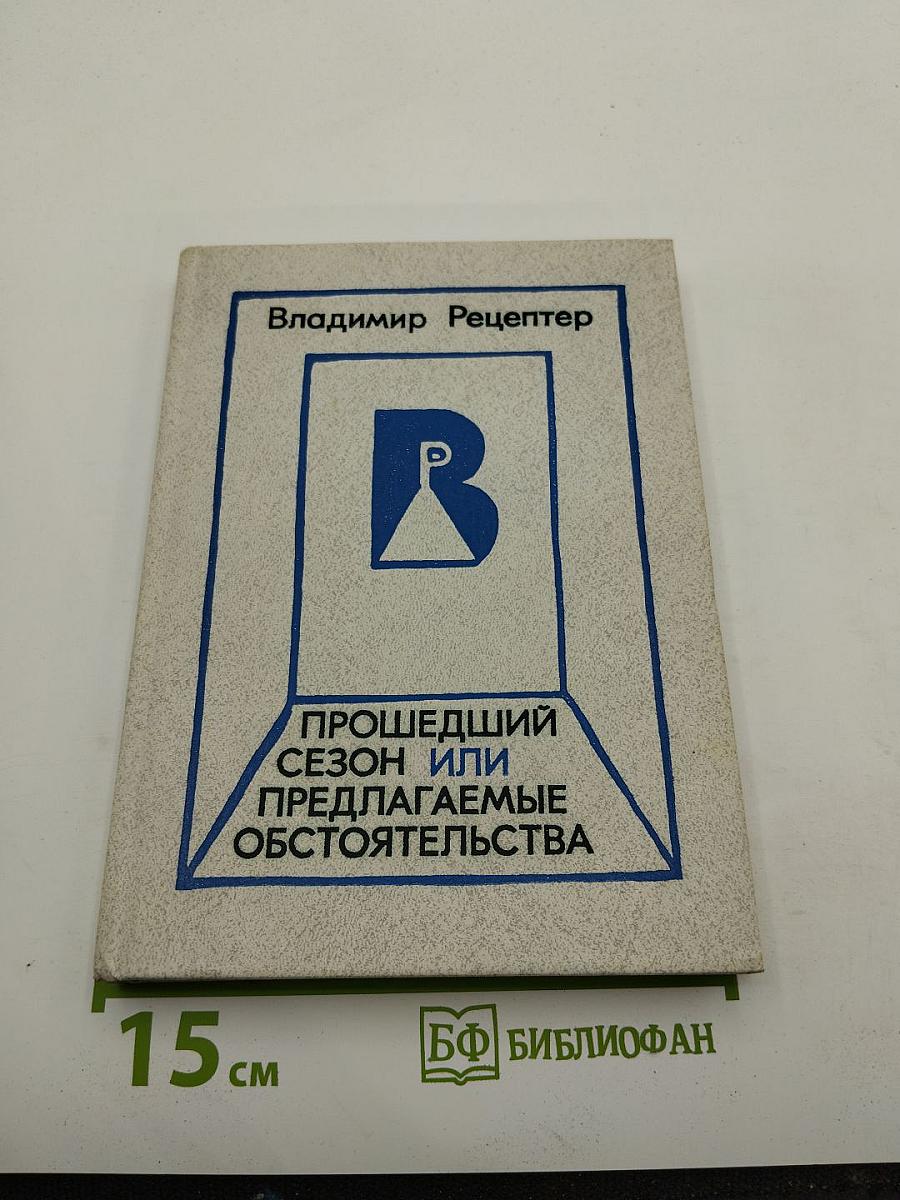 Владимир Рецептер
В
Р
ПРОШЕДШИЙ
СЕЗОН ИЛИ
ПРЕДЛАГАЕМЫЕ
ОБСТОЯТЕЛЬСТВА
15 см
БФ БИБЛИОФАН